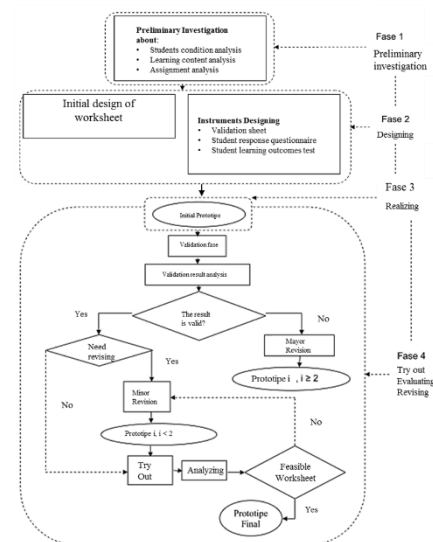 Preliminary Investigation
about:
• Students condition analysis
• Learning content analysis
• Assignment analysis
Fase 1
Preliminary
investigation
Initial design of
worksheet
Instruments Designing
• Validation sheet
• Student response questionnaire
• Student learning outcomes test
Fase 2
Designing
Fase 3
Realizing
Initial Prototipe
Validation fase
Validation result analysis
Yes
The result
is valid?
No
Need
revising
Yes
Mayor
Revision
Prototipe i , i ≥ 2
Fase 4
Try out
Evaluating
Revising
No
Minor
Revision
No
Prototipe i, i < 2
Try
Out
Analyzing
Feasible
Worksheet
Prototipe
Final
Yes